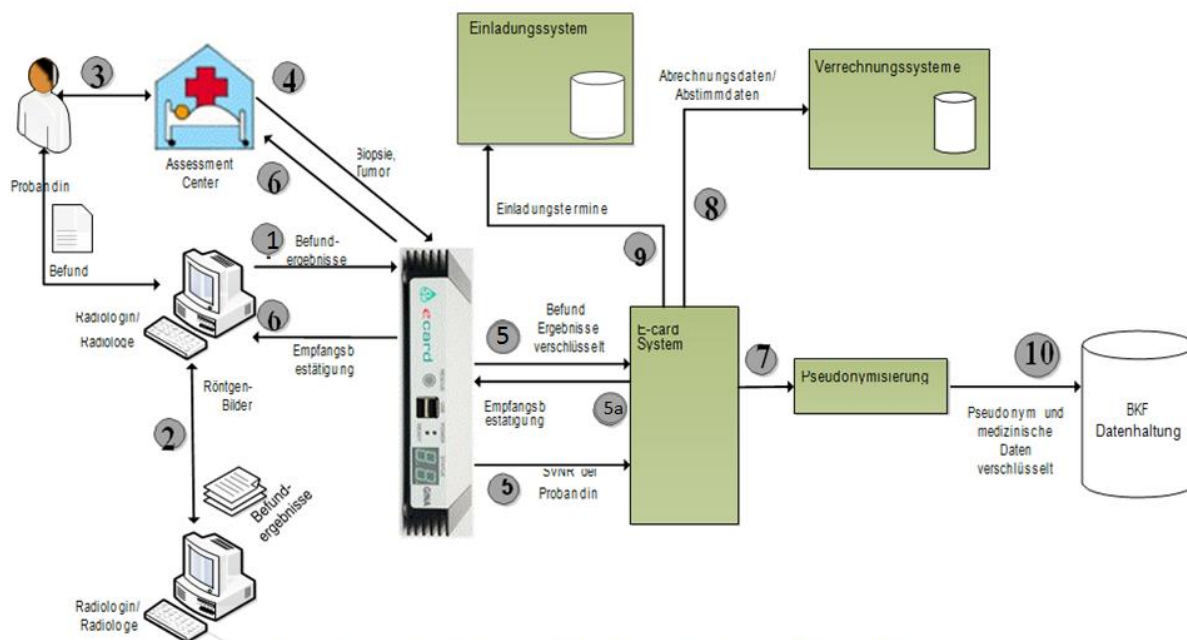 Einladungssystem
Verrechnungssysteme
Abrechnungsdaten/
Abstimmdaten
3
4
Assessment
Center
Biopsie,
Tumor
Probandin
6
Einladungstermine
8
9
1
Befund-
ergebnisse
Befund
Radiologin/
Radiologe
6
Empfangsb
estätigung
ecard
GINA
5
Befund
Ergebnisse
verschlüsselt
E-card
System
7
Pseudonymisierung
10
BKF
Datenhaltung
Pseudonym und
medizinische
Daten
verschlüsselt
Empfangsb
estatigung
5a
Röntgen-
Bilder
2
5
SVNR der
Probandin
Befund-
ergebnisse
Radiologin/
Radiologe